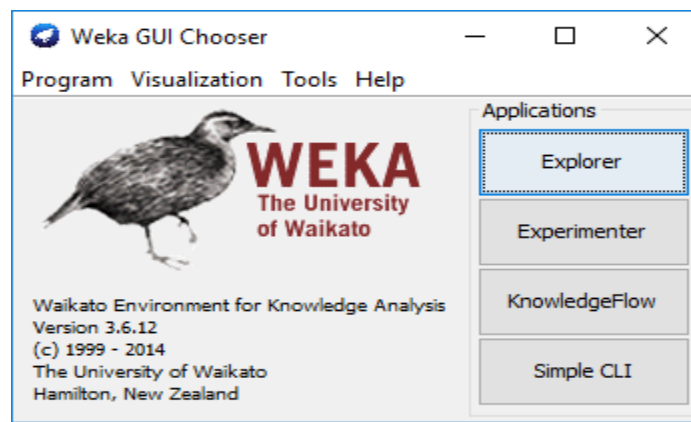 Weka GUI Chooser
Program Visualization Tools Help
WEKA
The University
of Waikato
Waikato Environment for Knowledge Analysis
Version 3.6.12
(c) 1999 - 2014
The University of Waikato
Hamilton, New Zealand
Applications
Explorer
Experimenter
KnowledgeFlow
Simple CLI